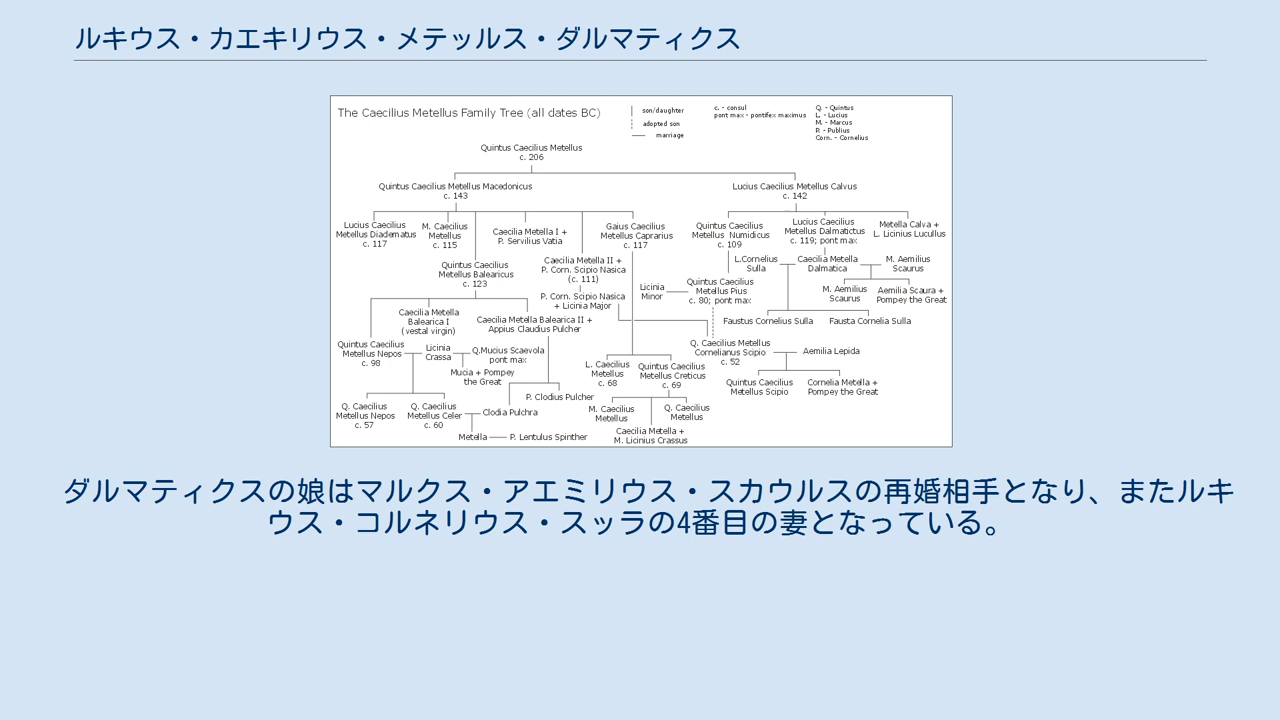 ルキウス・カエキリウス・メテッルス・ダルマティクス
The Caecilius Metellus Family Tree (all dates BC)
son/daughter
adopted son
marriage
c. - consul
pont max - pontifex maximus
Q. - Quintus
L. - Lucius
M. - Marcus
P. - Publius
Corn. - Cornelius
Quintus Caecilius Metellus
c. 206
Quintus Caecilius Metellus Macedonicus
c. 143
Lucius Caecilius Metellus Calvus
c. 142
Lucius Caecilius
Metellus Diadematus
c. 117
M. Caecilius
Metellus
c. 115
Caecilia Metella I +
P. Servilius Vatia
Gaius Caecilius
Metellus Caprarius
c. 117
Quintus Caecilius
Metellus Numidicus
c. 109
Lucius Caecilius
Metellus Dalmatictus
c. 119; pont max
Metella Calva +
L. Licinius Lucullus
Quintus Caecilius
Metellus Balearicus
c. 123
Caecilia Metella II +
P. Corn. Scipio Nasica
(c. 111)
L.Cornelius
Sulla
Caecilia Metella
Dalmatica
M. Aemilius
Scaurus
P. Corn. Scipio Nasica
+ Licinia Major
Licinia
Minor
Quintus Caecilius
Metellus Pius
c. 80; pont max
M. Aemilius
Scaurus
Aemilia Scaura +
Pompey the Great
Caecilia Metella
Balearica I
(vestal virgin)
Caecilia Metella Balearica II +
Appius Claudius Pulcher
Faustus Cornelius Sulla
Fausta Cornelia Sulla
Quintus Caecilius
Metellus Nepos
c. 98
Licinia
Crassa
Q.Mucius Scaevola
pont max
Q. Caecilius Metellus
Cornelianus Scipio
c. 52
Aemilia Lepida
Mucia + Pompey
the Great
L. Caecilius
Metellus
c. 68
Quintus Caecilius
Metellus Creticus
c. 69
Quintus Caecilius
Metellus Scipio
Cornelia Metella +
Pompey the Great
P. Clodius Pulcher
Q. Caecilius
Metellus Nepos
c. 57
Q. Caecilius
Metellus Celer
c. 60
Clodia Pulchra
M. Caecilius
Metellus
Q. Caecilius
Metellus
Metella
P. Lentulus Spinther
Caecilia Metella +
M. Licinius Crassus
ダルマティクスの娘はマルクス・アエミリウス・スカウルスの再婚相手となり、またルキ
ウス・コルネリウス・スッラの4番目の妻となっている。